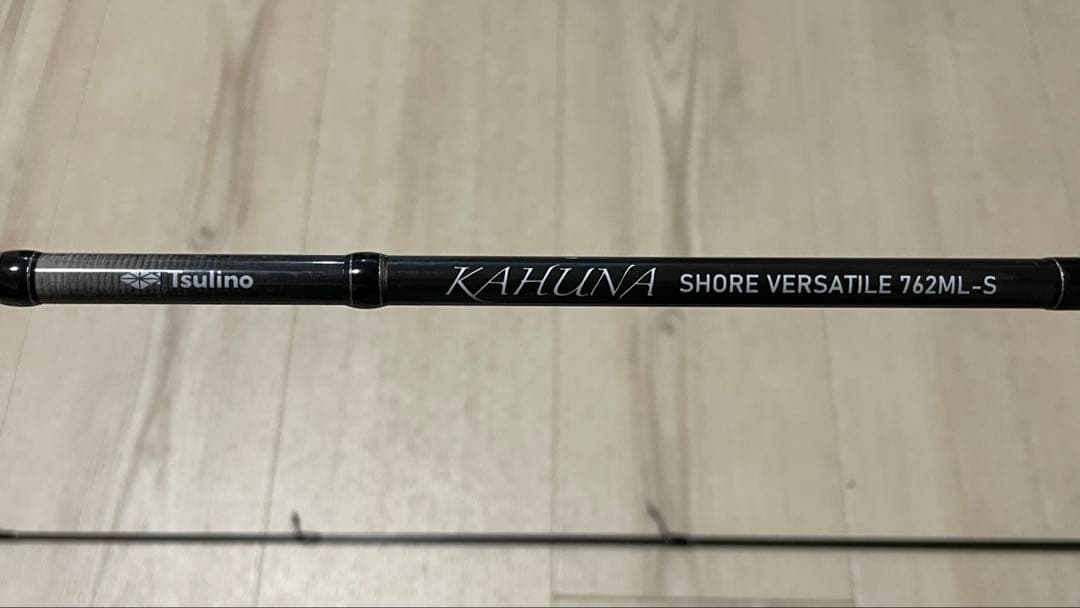 Tsulino KAHUNA SHORE VERSATILE 762ML-S